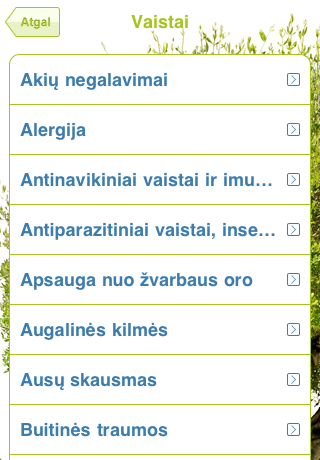 Atgal
Vaistai
Akių negalavimai
Alergija
Antinavikiniai vaistai ir imu...
Antiparazitiniai vaistai, inse...
Apsauga nuo žvarbaus oro
Augalinės kilmės
Ausų skausmas
Buitinės traumos